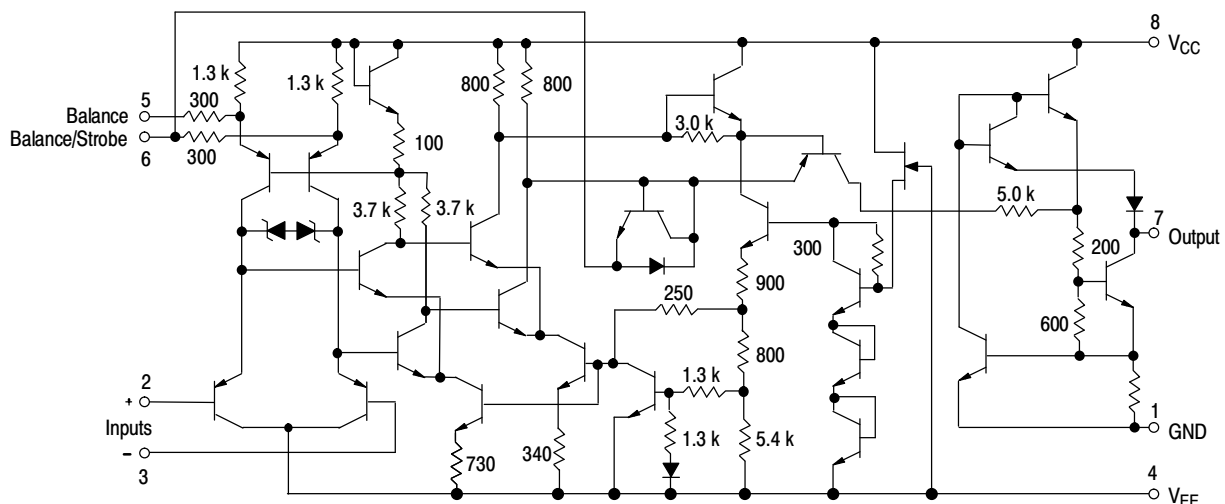 8
VCC
1.3 k
1.3 k
800
800
5
300
Balance
Balance/Strobe
6
300
100
3.0 k
3.7 k
3.7 k
5.0 k
7
Output
300
200
900
250
600
800
2
+
1.3 k
Inputs
1.3 k
5.4 k
340
730
–
3
1
GND
4
VEE